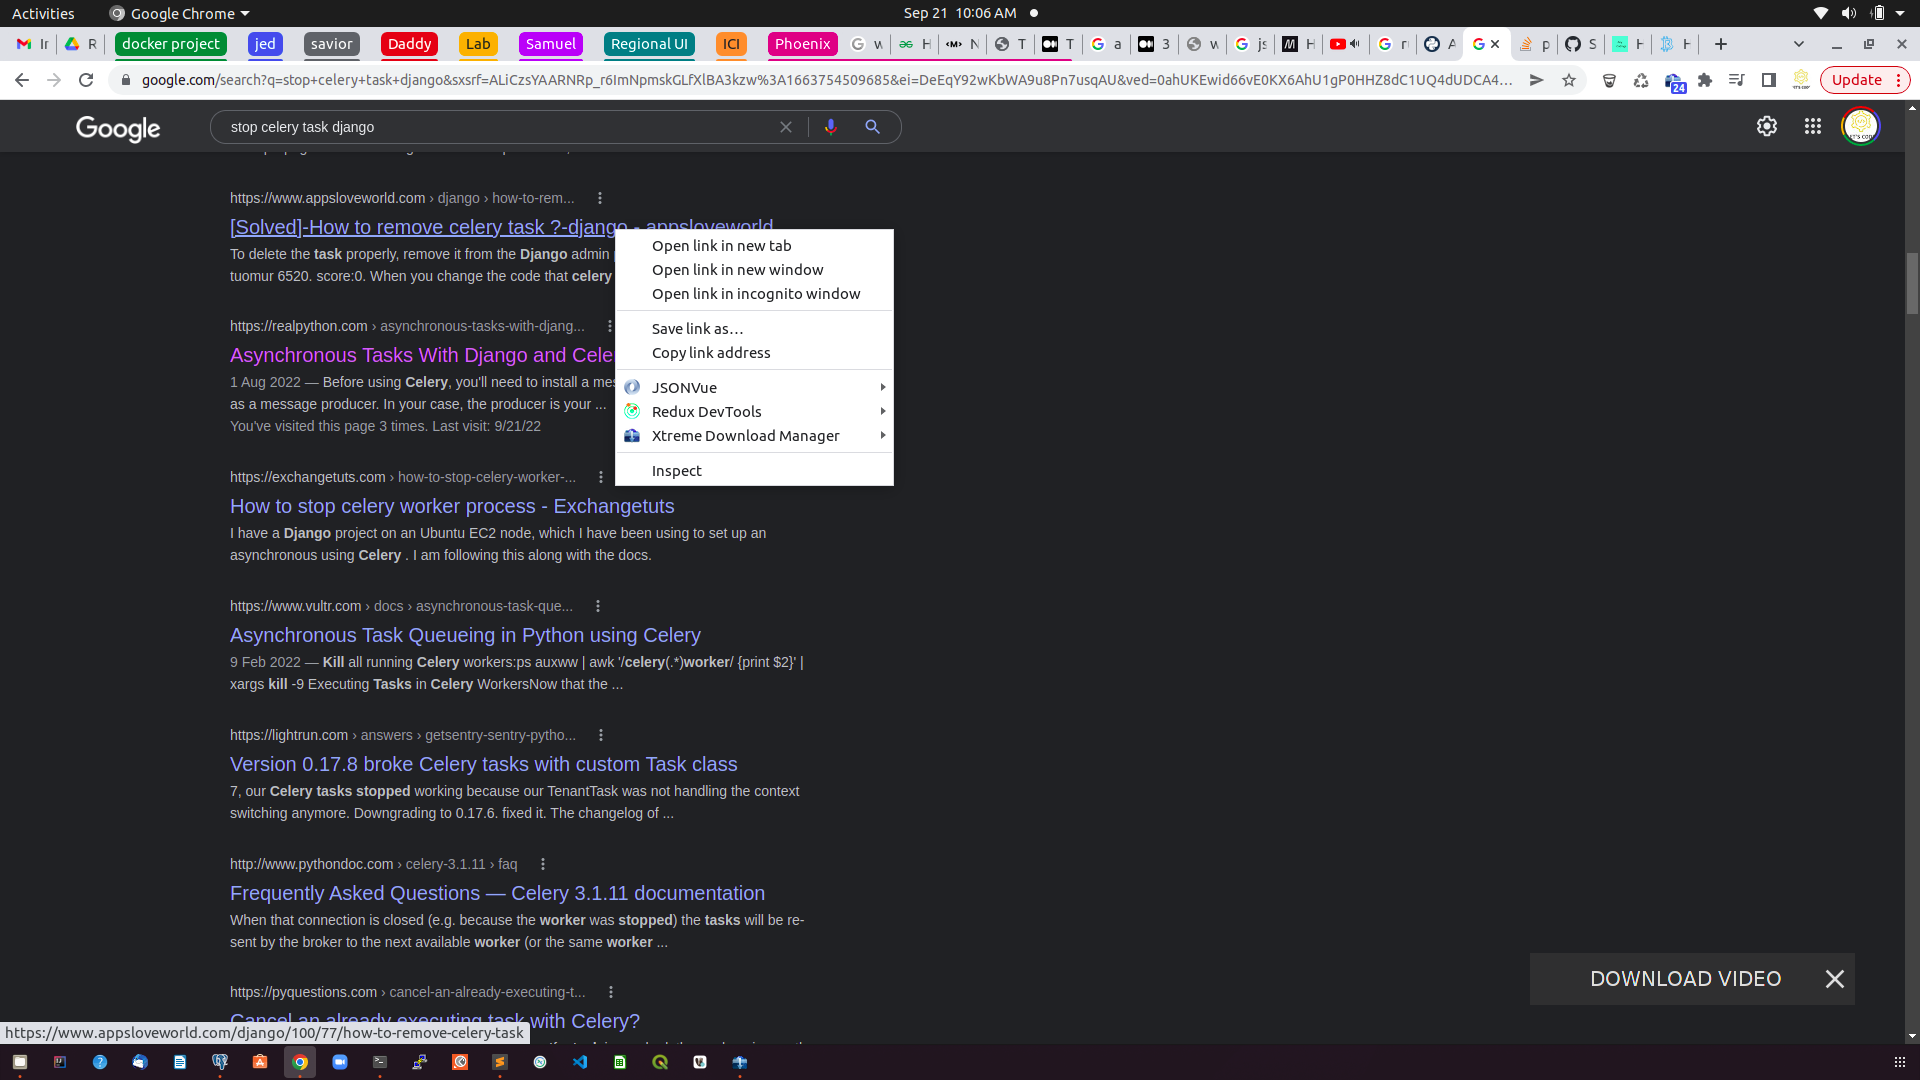 Activities
Google Chrome
Sep 21 10:06 AM
docker project
jed
savior
Daddy
Lab
Samuel
Regional UI
ICI
Phoenix
google.com/search?q=stop+celery+task+django&sxsrf=ALiCzsYAARNRp_r6ImNpmskGLfXlBA3kzw%3A1663754509685&ei=DeEqY92wKbWA9u8Pn7usqAU&ved=0ahUKEwid66vE0KX6AhU1gP0HHZ8dC1UQ4dUDCA4...
24
Update
Google
stop celery task django
https://www.appsloveworld.com › django › how-to-rem...
[Solved]-How to remove celery task ?-django - appsloveworld
To delete the task properly, remove it from the Django admin
tuomur 6520. score:0. When you change the code that celery
https://realpython.com › asynchronous-tasks-with-djang...
Asynchronous Tasks With Django and Cele
1 Aug 2022 — Before using Celery, you'll need to install a mes
as a message producer. In your case, the producer is your ...
You've visited this page 3 times. Last visit: 9/21/22
Open link in new tab
Open link in new window
Open link in incognito window
Save link as...
Copy link address
JSONVue
Redux DevTools
Xtreme Download Manager
Inspect
https://exchangetuts.com › how-to-stop-celery-worker-...
How to stop celery worker process - Exchangetuts
I have a Django project on an Ubuntu EC2 node, which I have been using to set up an
asynchronous using Celery . I am following this along with the docs.
https://www.vultr.com › docs › asynchronous-task-que...
Asynchronous Task Queueing in Python using Celery
9 Feb 2022 — Kill all running Celery workers:ps auxww | awk '/celery(.*)worker/ {print $2}' |
xargs kill -9 Executing Tasks in Celery WorkersNow that the ...
https://lightrun.com › answers › getsentry-sentry-pytho...
Version 0.17.8 broke Celery tasks with custom Task class
7, our Celery tasks stopped working because our TenantTask was not handling the context
switching anymore. Downgrading to 0.17.6. fixed it. The changelog of ...
http://www.pythondoc.com › celery-3.1.11 › faq
Frequently Asked Questions — Celery 3.1.11 documentation
When that connection is closed (e.g. because the worker was stopped) the tasks will be re-
sent by the broker to the next available worker (or the same worker ...
DOWNLOAD VIDEO
https://pyquestions.com › cancel-an-already-executing-t...
Cancel an already executing task with Celery?
https://www.appsloveworld.com/django/100/77/how-to-remove-celery-task